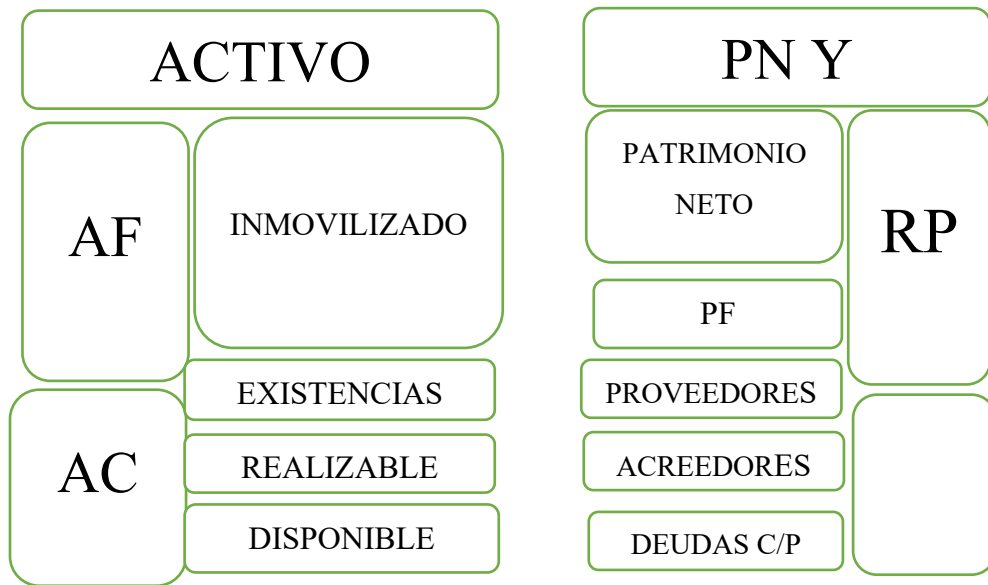 ACTIVO
PN Y
AF
INMOVILIZADO
PATRIMONIO
NETO
RP
PF
EXISTENCIAS
PROVEEDORES
AC
REALIZABLE
ACREEDORES
DISPONIBLE
DEUDAS C/P